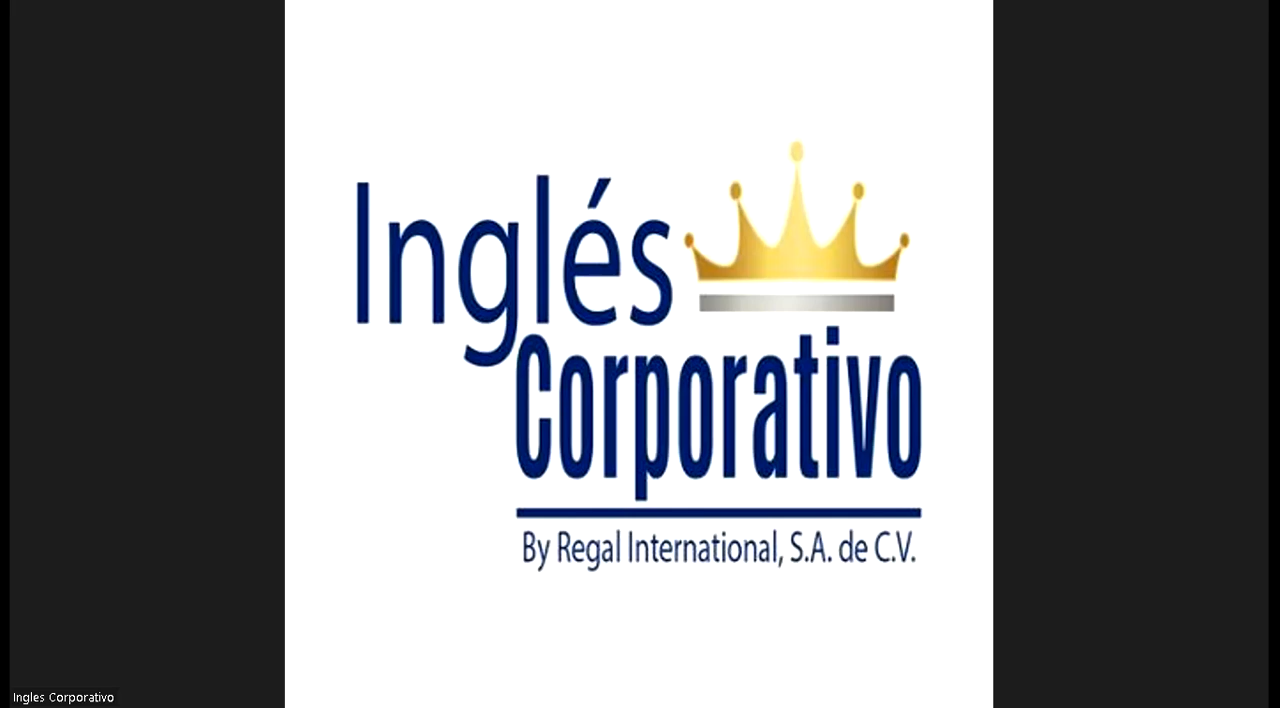 Inglés
Corporativo
By Regal International, S.A. de C.V.
Ingles Corporativo